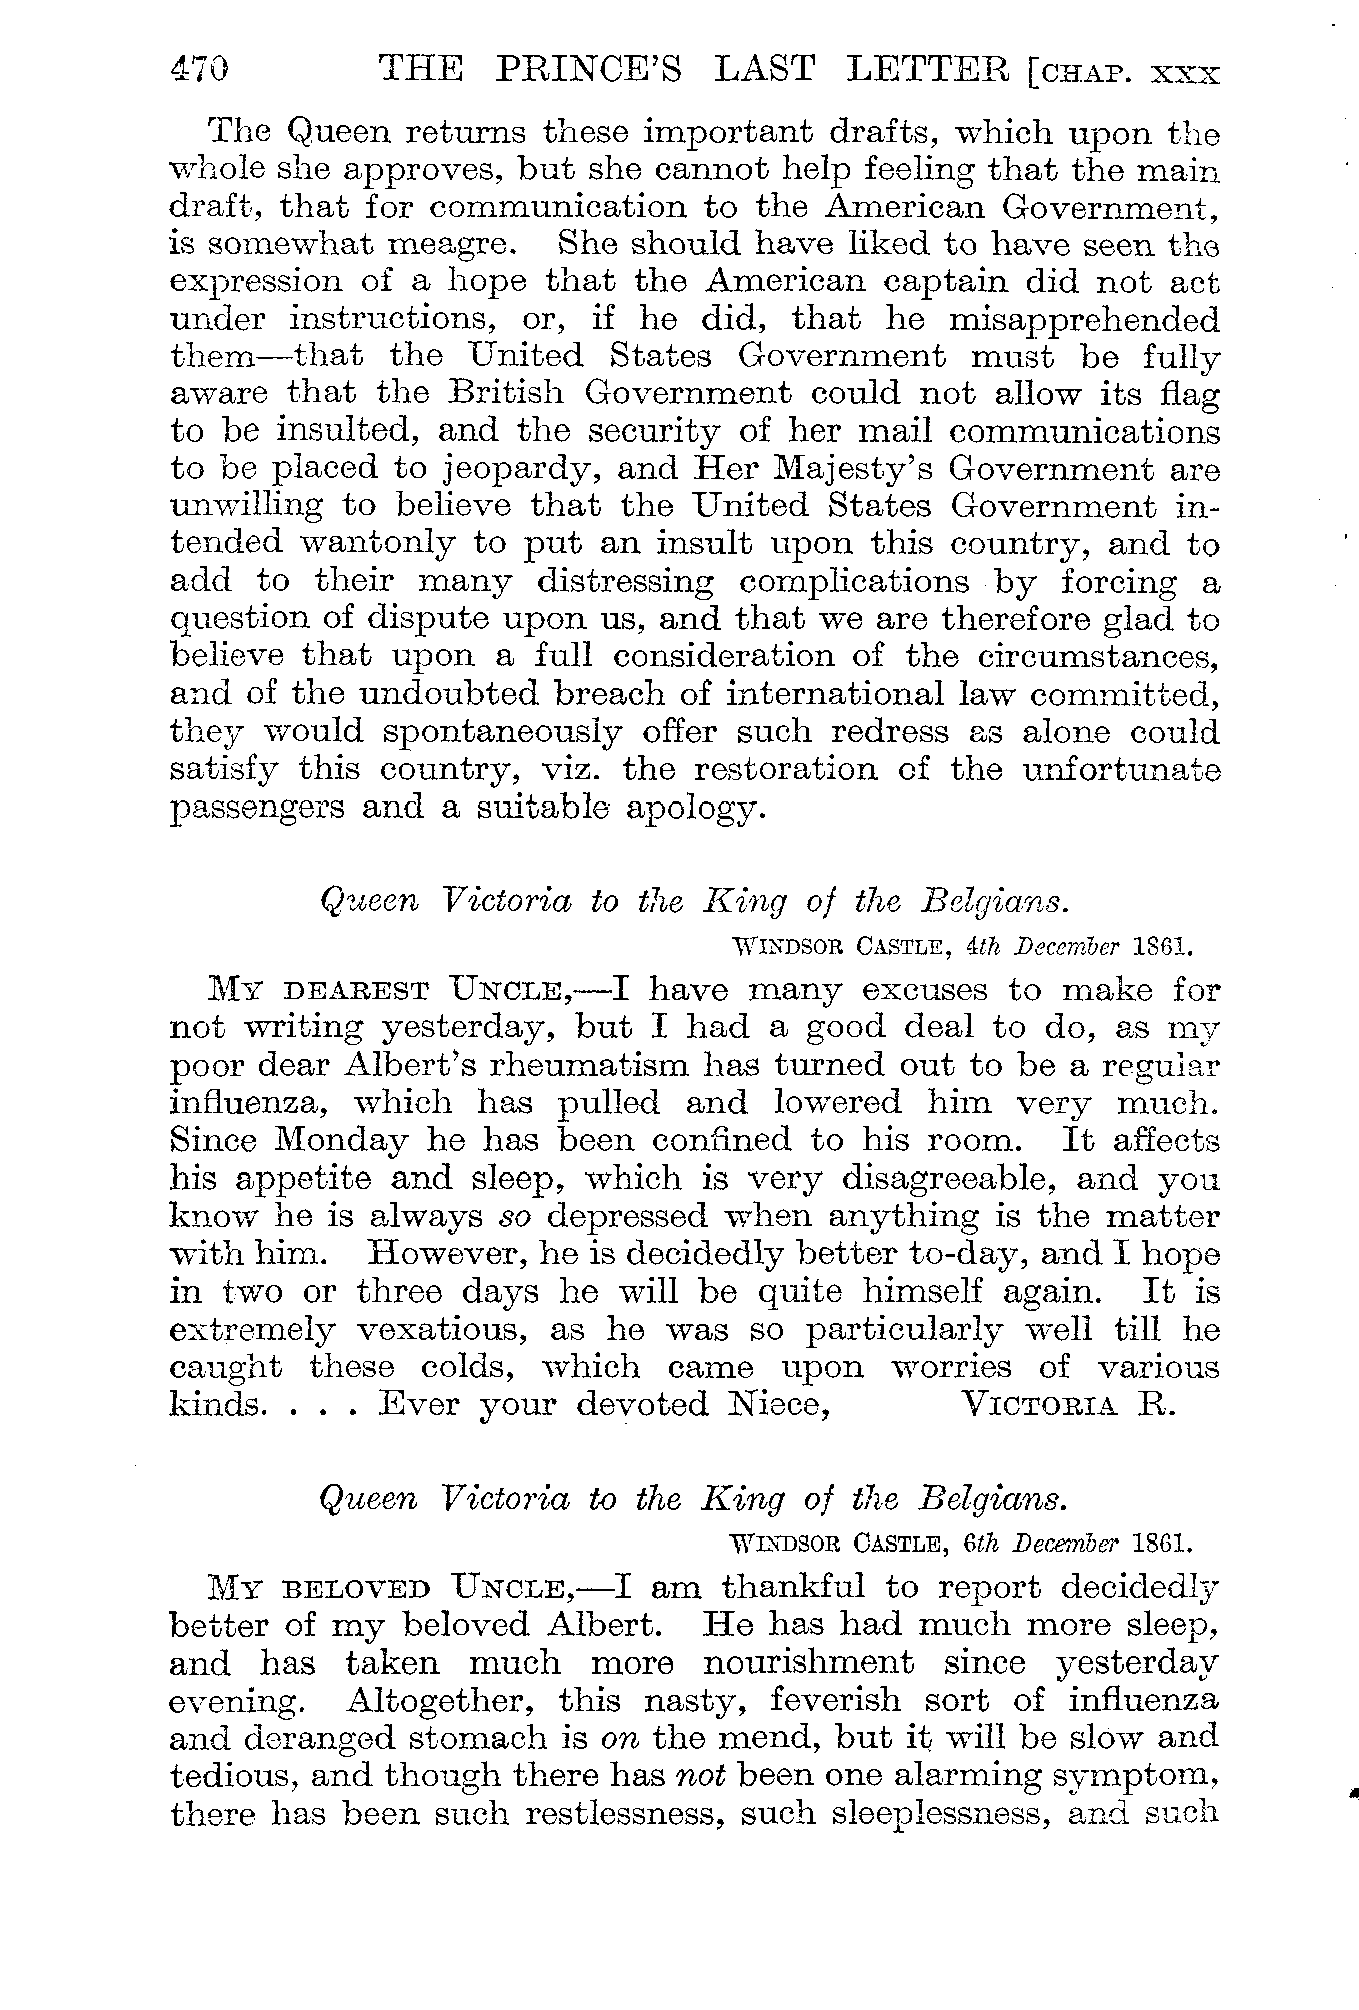 470 THE PRINCE'S LAST LETTER [CHAP. XXX
The Queen returns these important drafts, which upon the
whole she approves, but she cannot help feeling that the main
draft, that for communication to the American Government,
is somewhat meagre. She should have liked to have seen the
expression of a hope that the American captain did not act
under instructions, or, if he did, that he misapprehended
them—that the United States Government must be fully
aware that the British Government could not allow its flag
to be insulted, and the security of her mail communications
to be placed to jeopardy, and Her Majesty's Government are
unwilling to believe that the United States Government in-
tended wantonly to put an insult upon this country, and to
add to their many distressing complications by forcing a
question of dispute upon us, and that we are therefore glad to
believe that upon a full consideration of the circumstances,
and of the undoubted breach of international law committed,
they would spontaneously offer such redress as alone could
satisfy this country, viz. the restoration of the unfortunate
passengers and a suitable apology.
Queen Victoria to the King of the Belgians.
WINDSOR CASTLE, 4th December 1861.
MY DEAREST UNCLE,—I have many excuses to make for
not writing yesterday, but I had a good deal to do, as my
poor dear Albert's rheumatism has turned out to be a regular
influenza, which has pulled and lowered him very much.
Since Monday he has been confined to his room. It affects
his appetite and sleep, which is very disagreeable, and you
know he is always so depressed when anything is the matter
with him. However, he is decidedly better to-day, and I hope
in two or three days he will be quite himself again. It is
extremely vexatious, as he was so particularly well till he
caught these colds, which came upon worries of various
kinds. . . . Ever your devoted Niece, VICTORIA R.
Queen Victoria to the King of the Belgians.
WINDSOR CASTLE, 6th December 1861.
MY BELOVED UNCLE,—I am thankful to report decidedly
better of my beloved Albert. He has had much more sleep,
and has taken much more nourishment since yesterday
evening. Altogether, this nasty, feverish sort of influenza
and deranged stomach is on the mend, but it will be slow and
tedious, and though there has not been one alarming symptom,
there has been such restlessness, such sleeplessness, and such